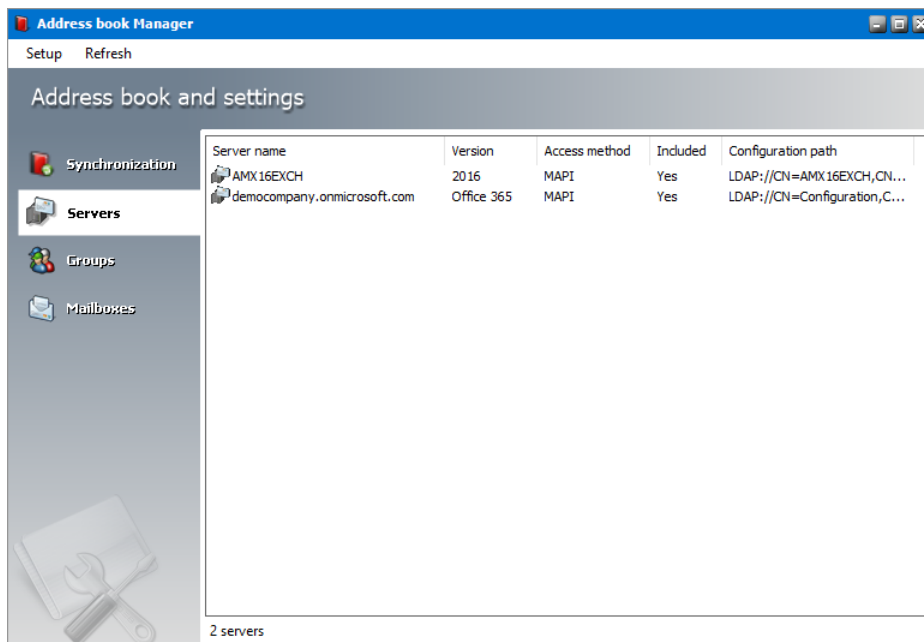 Address book Manager
Setup Refresh
Address book and settings
Synchronization
Servers
Groups
Mailboxes
Server name Version Access method Included Configuration path
AMX16EXCH 2016 MAPI Yes LDAP://CN=AMX16EXCH,CN...
democompany.onmicrosoft.com Office 365 MAPI Yes LDAP://CN=Configuration,C...
2 servers